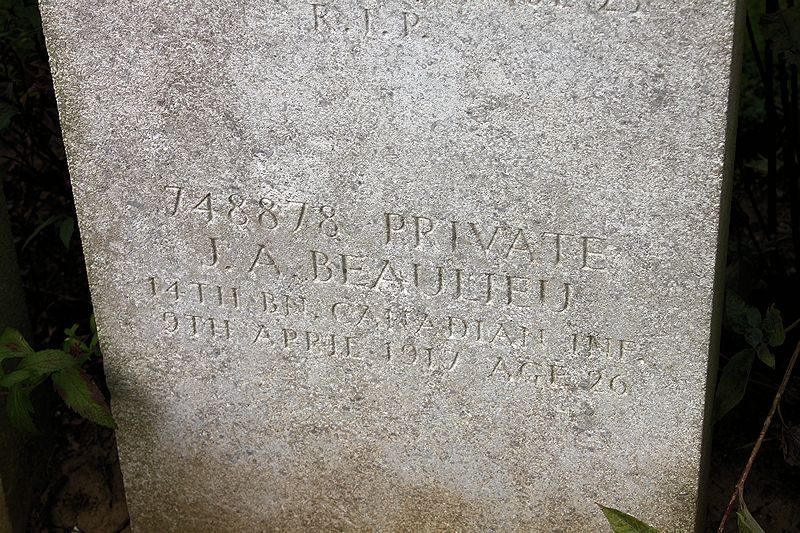 R.I.P.
748878 PRIVATE
J. A. BEAULIEU
14TH BN. CANADIAN INF.
9TH APRIL 1917 AGE 26